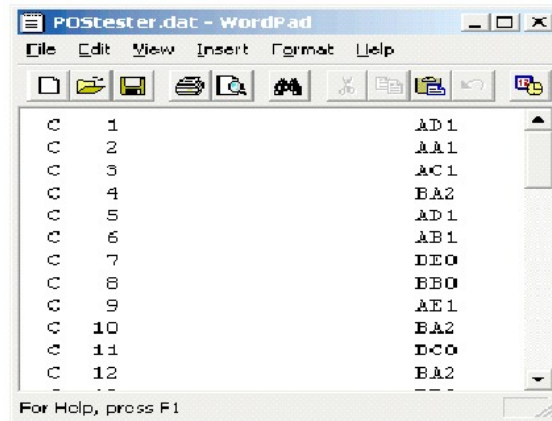 POStester.dat - WordPad
File Edit View Insert Format Help
C 1 AD1
C 2 AA1
C 3 AC1
C 4 BA2
C 5 AD1
C 6 AB1
C 7 DE0
C 8 BB0
C 9 AE1
C 10 BA2
C 11 DC0
C 12 BA2
For Help, press F1